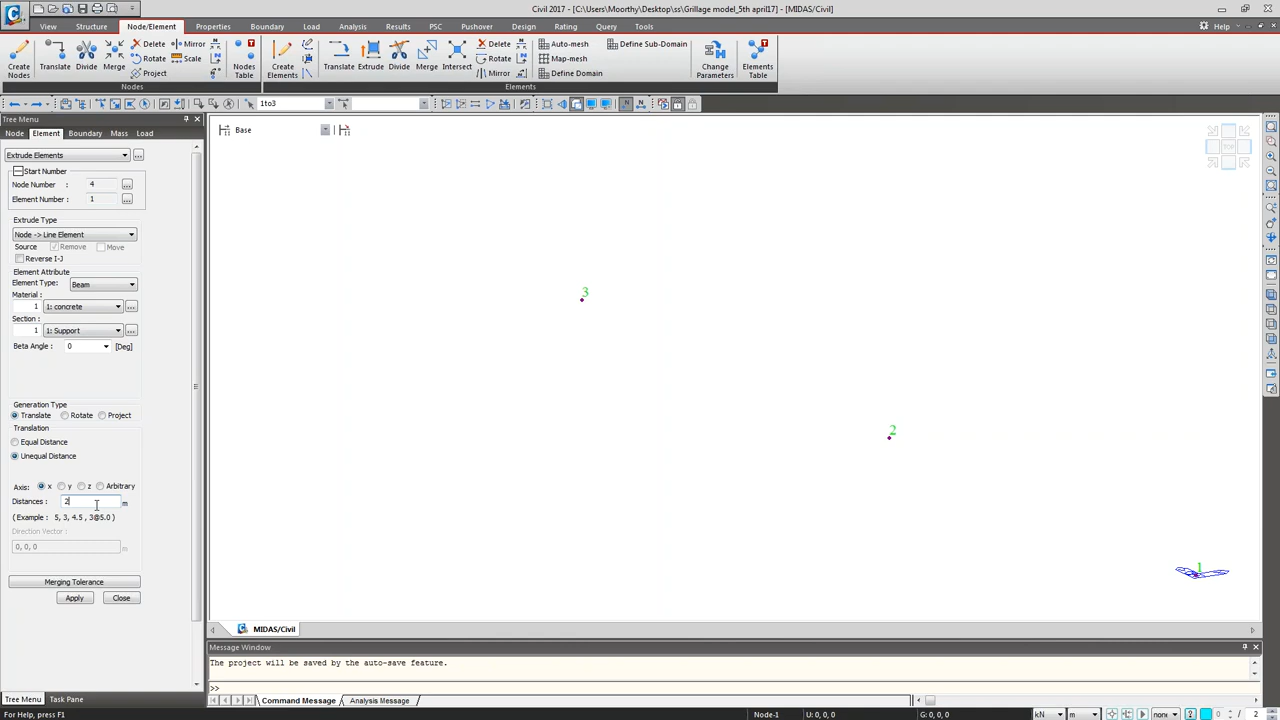 Civil 2017 - [C:\Users\Moorthy\Desktop\ss\Grillage model_5th april17] - [MIDAS/Civil]
View Structure Node/Element Properties Boundary Load Analysis Results PSC Pushover Design Rating Query Tools Help
Create Nodes Translate Divide Merge Delete Rotate Project Mirror Scale Nodes Table
Create Elements Translate Extrude Divide Merge Intersect Delete Rotate Mirror Auto-mesh Map-mesh Define Domain Define Sub-Domain Change Parameters Elements Table
Nodes Elements
1to3
Tree Menu
Node Element Boundary Mass Load
Base
TOP
Extrude Elements
Start Number
Node Number : 4
Element Number : 1
Extrude Type
Node -> Line Element
Source Remove Move
Reverse I-J
Element Attribute
Element Type: Beam
Material :
1 1: concrete
Section :
1 1: Support
Beta Angle : 0 [Deg]
Generation Type
Translate Rotate Project
Translation
Equal Distance
Unequal Distance
Axis: x y z Arbitrary
Distances : 2 m
( Example : 5, 3, 4.5 , 3@5.0 )
Direction Vector :
0, 0, 0 m
Merging Tolerance
Apply Close
3
2
1
MIDAS/Civil
Message Window
The project will be saved by the auto-save feature.
>>
Command Message Analysis Message
Tree Menu Task Pane
For Help, press F1
Node-1 U: 0, 0, 0 G: 0, 0, 0 kN m none 0 / 2